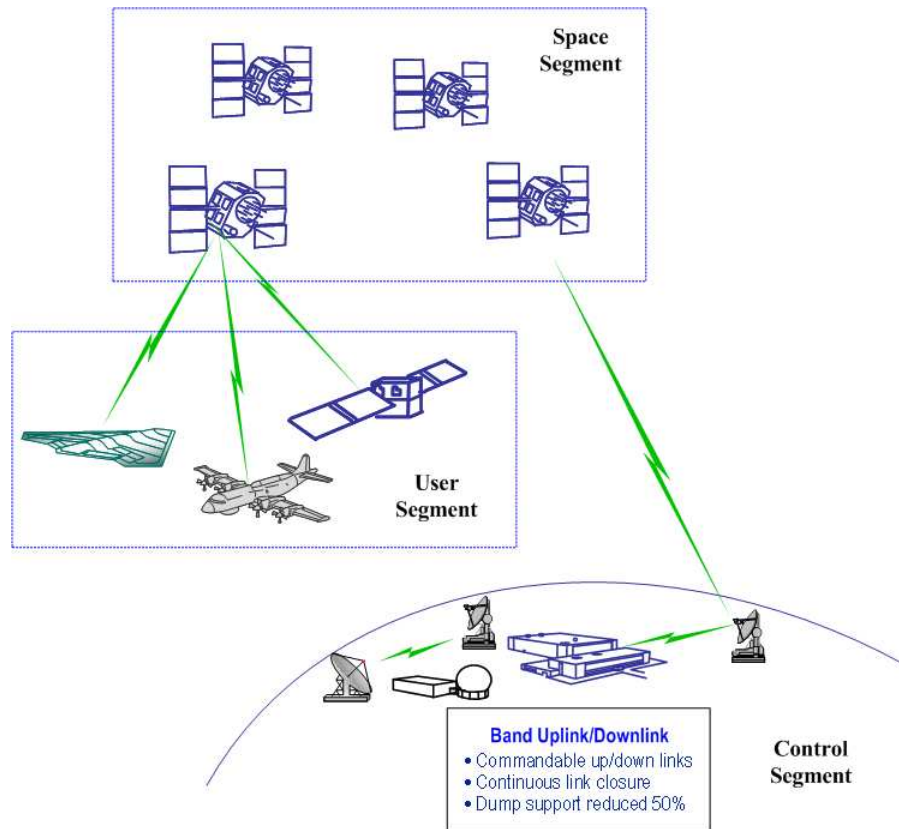 Space
Segment
User
Segment
Band Uplink/Downlink
• Commandable up/down links
• Continuous link closure
• Dump support reduced 50%
Control
Segment